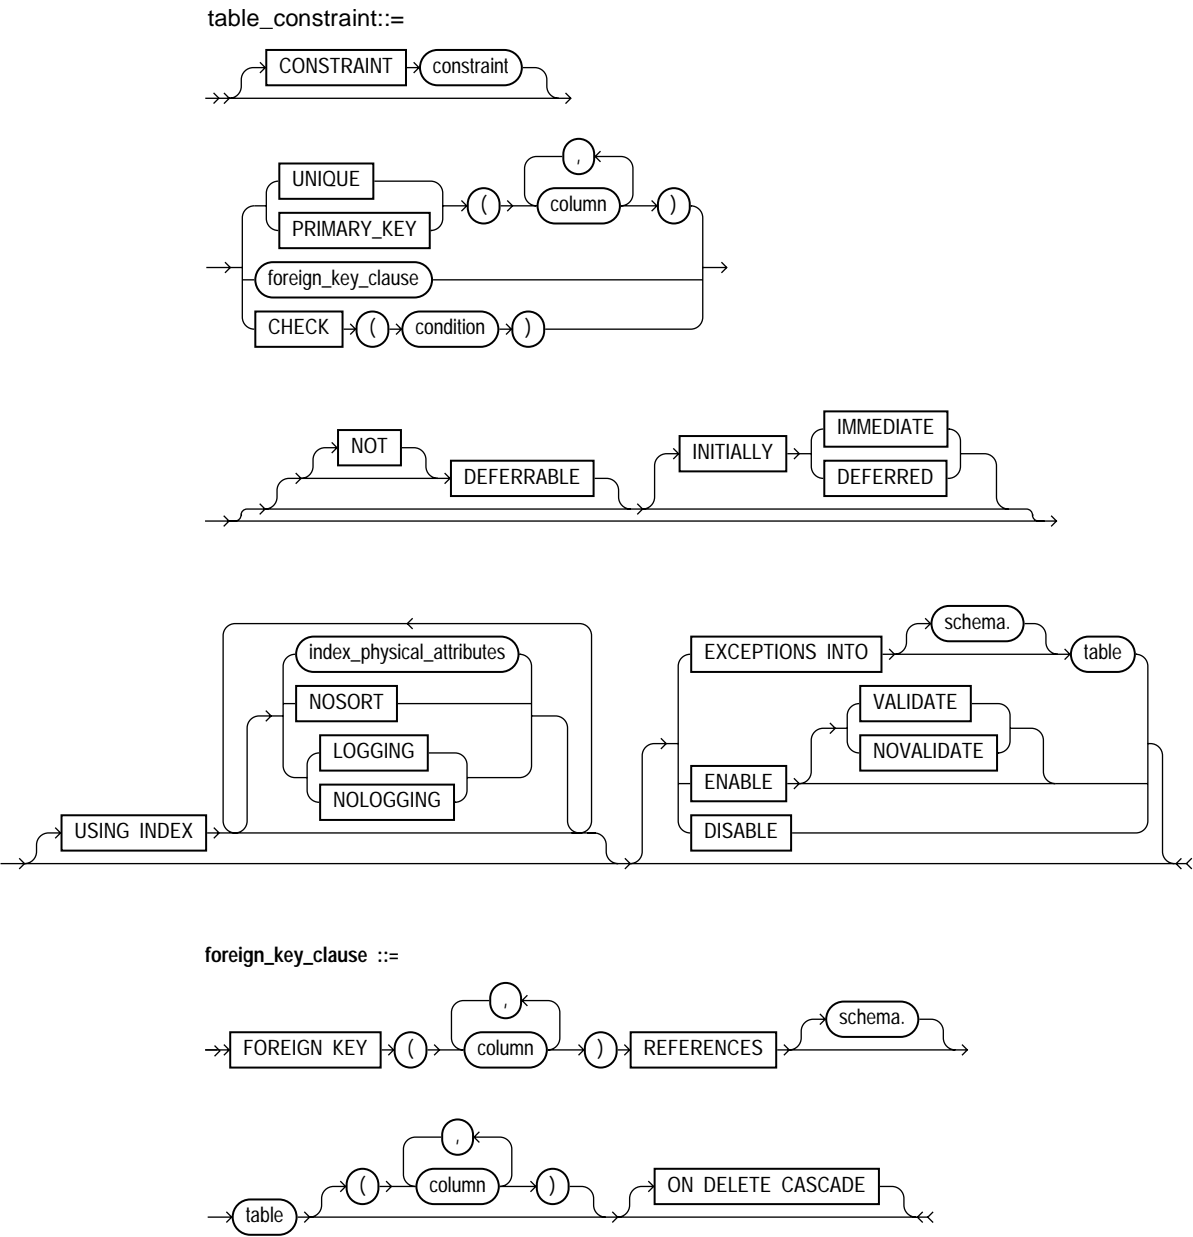 table_constraint::=
CONSTRAINT constraint
,
UNIQUE
( column )
PRIMARY_KEY
foreign_key_clause
CHECK ( condition )
IMMEDIATE
NOT INITIALLY
DEFERRABLE DEFERRED
schema.
index_physical_attributes EXCEPTIONS INTO table
NOSORT VALIDATE
LOGGING NOVALIDATE
ENABLE
NOLOGGING
USING INDEX DISABLE
foreign_key_clause ::=
, schema.
FOREIGN KEY ( column ) REFERENCES
,
( column ) ON DELETE CASCADE
table